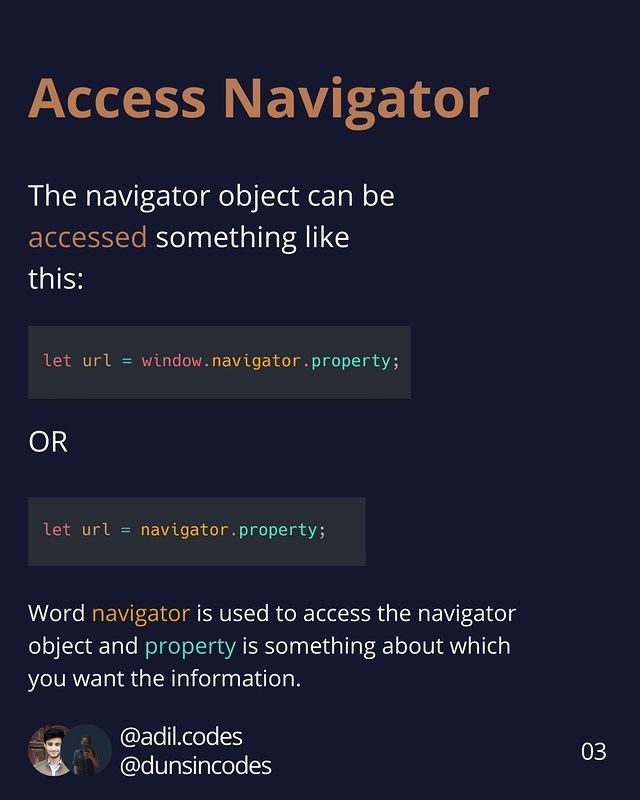 Access Navigator
The navigator object can be
accessed something like
this:
let url = window.navigator.property;
OR
let url = navigator.property;
Word navigator is used to access the navigator
object and property is something about which
you want the information.
@adil.codes
@dunsincodes
03